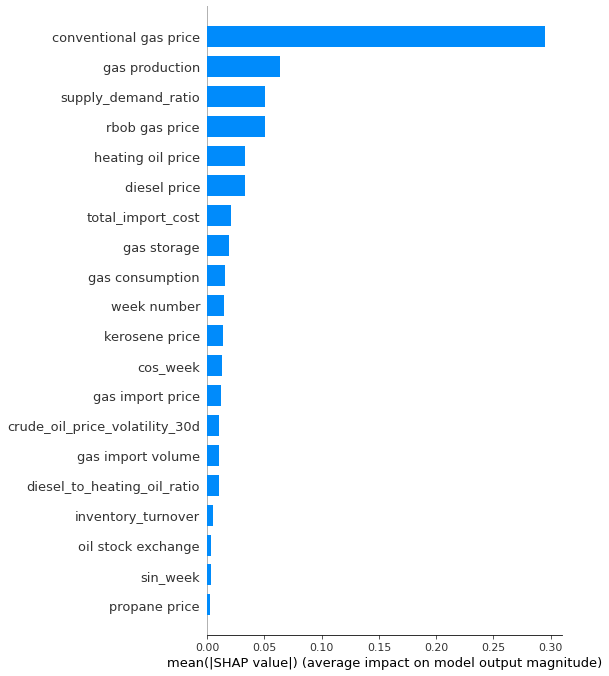 conventional gas price
gas production
supply_demand_ratio
rbob gas price
heating oil price
diesel price
total_import_cost
gas storage
gas consumption
week number
kerosene price
cos_week
gas import price
crude_oil_price_volatility_30d
gas import volume
diesel_to_heating_oil_ratio
inventory_turnover
oil stock exchange
sin_week
propane price
0.00 0.05 0.10 0.15 0.20 0.25 0.30
mean(|SHAP value|) (average impact on model output magnitude)